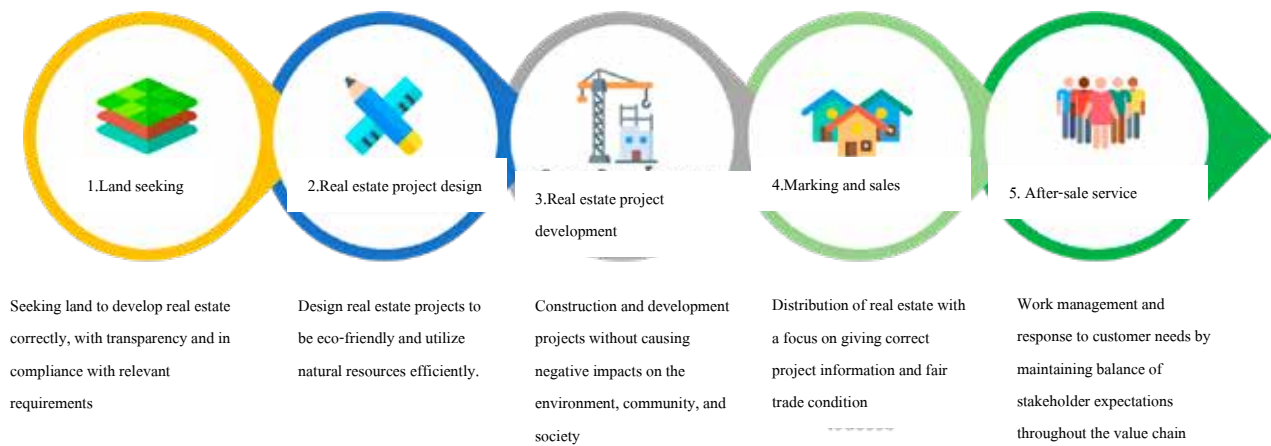 1.Land seeking
2.Real estate project design
3.Real estate project
development
4.Marking and sales
5. After-sale service
Seeking land to develop real estate
correctly, with transparency and in
compliance with relevant
requirements
Design real estate projects to
be eco-friendly and utilize
natural resources efficiently.
Construction and development
projects without causing
negative impacts on the
environment, community, and
society
Distribution of real estate with
a focus on giving correct
project information and fair
trade condition
Work management and
response to customer needs by
maintaining balance of
stakeholder expectations
throughout the value chain